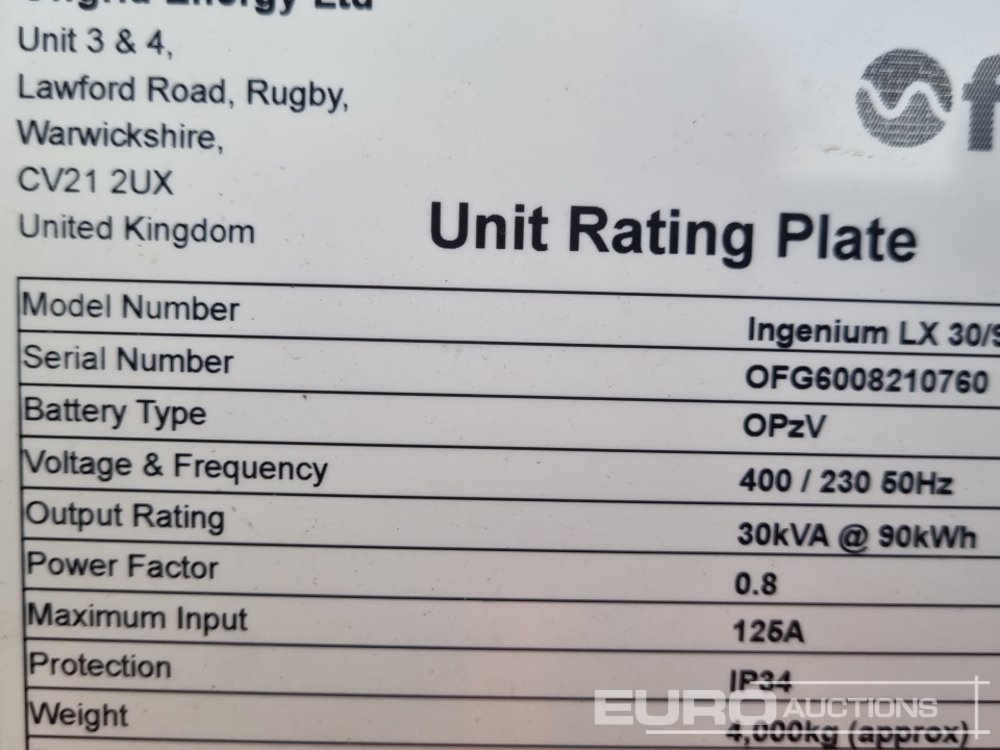 Energy Ltd
Unit 3 & 4,
Lawford Road, Rugby,
Warwickshire,
CV21 2UX
United Kingdom
Unit Rating Plate
Model Number Ingenium LX 30/
Serial Number OFG6008210760
Battery Type OPzV
Voltage & Frequency 400 / 230 50Hz
Output Rating 30kVA @ 90kWh
Power Factor 0.8
Maximum Input 125A
Protection IP34
Weight 4,000kg (approx)
EURO AUCTIONS